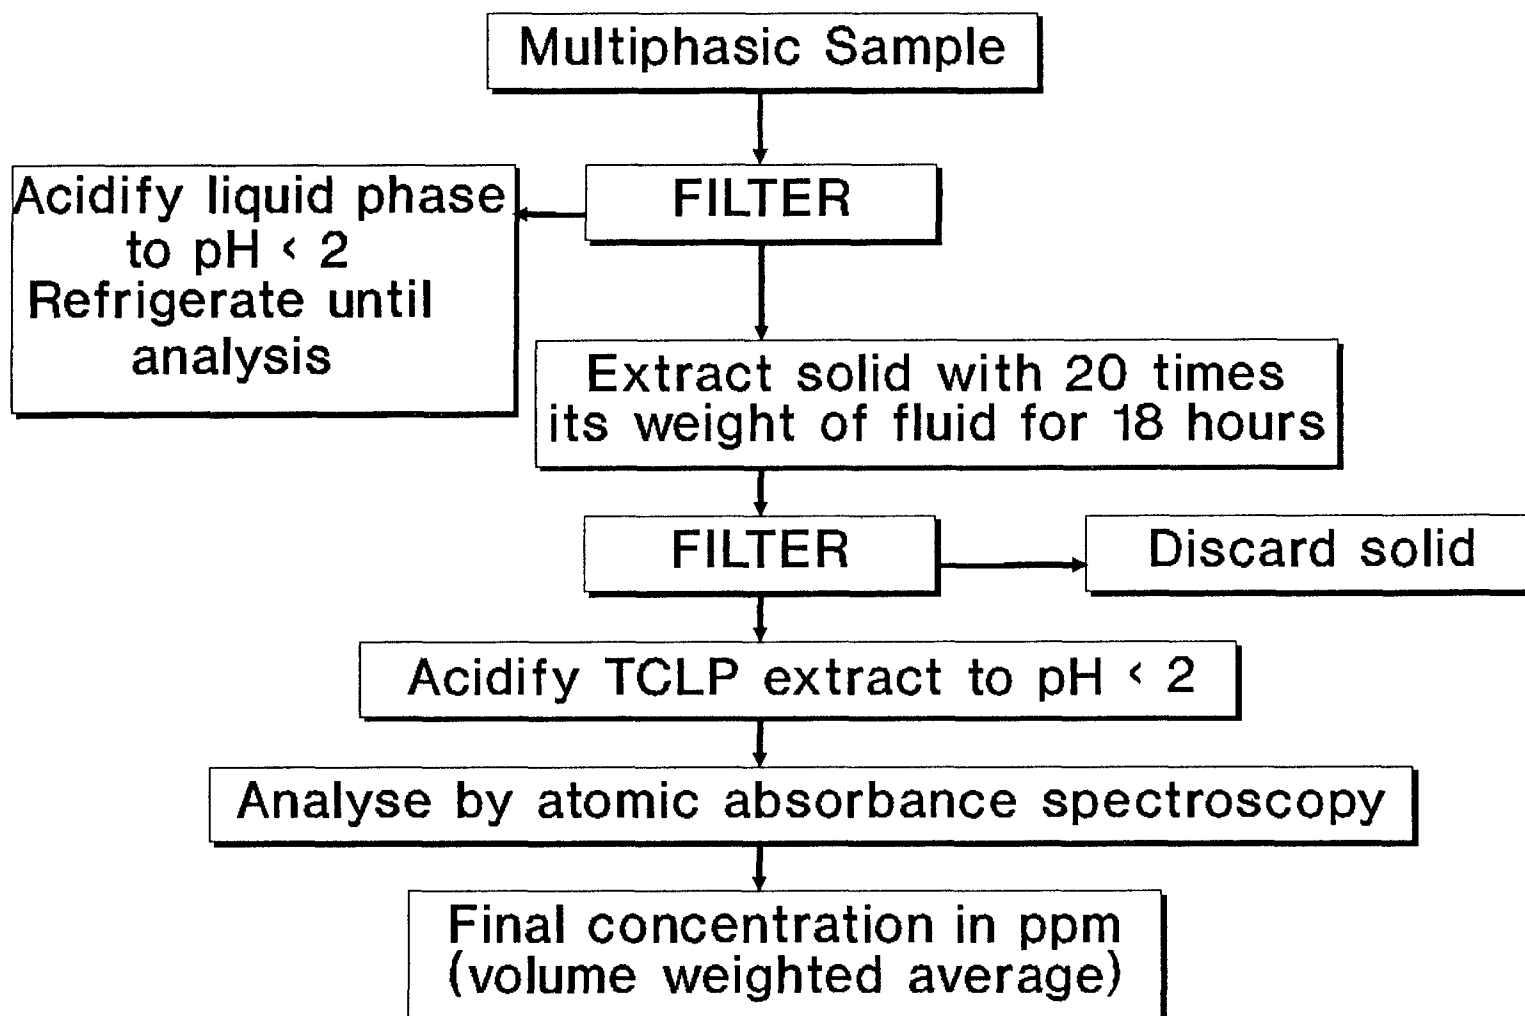 Multiphasic Sample
FILTER
Acidify liquid phase
to pH < 2
Refrigerate until
analysis
Extract solid with 20 times
its weight of fluid for 18 hours
FILTER
Discard solid
Acidify TCLP extract to pH < 2
Analyse by atomic absorbance spectroscopy
Final concentration in ppm
(volume weighted average)